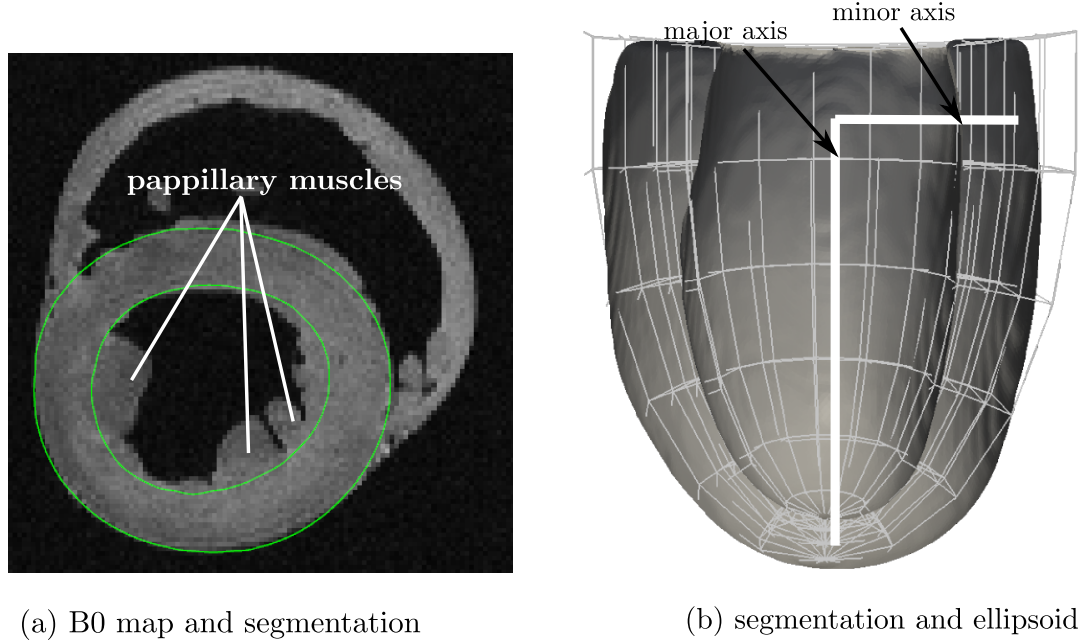 pappillary muscles
(a) B0 map and segmentation
major axis
minor axis
(b) segmentation and ellipsoid